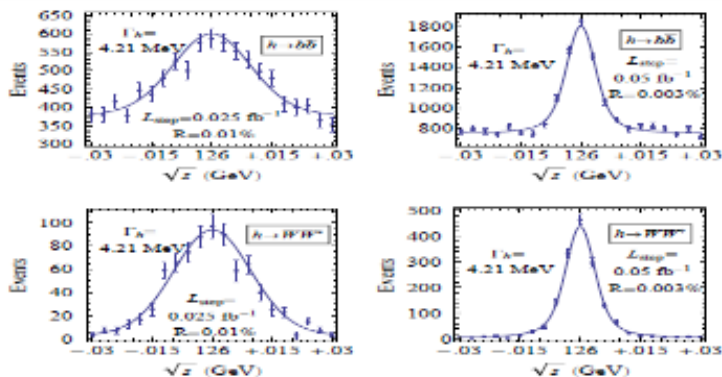 650
600
550
500
450
400
350
300
Events
Γh=
4.21 MeV
Lstep=0.025 fb⁻¹
R=0.01%
-.03 -.015 126 +.015 +.03
√s (GeV)
1800
1600
1400
1200
1000
800
Events
Γh=
4.21 MeV
Lstep=
0.05 fb⁻¹
R=0.003%
-.03 -.015 126 +.015 +.03
√s (GeV)
100
80
60
40
20
0
Events
Γh=
4.21 MeV
Lstep=
0.025 fb⁻¹
R=0.01%
-.03 -.015 126 +.015 +.03
√s (GeV)
500
400
300
200
100
0
Events
Γh=
4.21 MeV
Lstep=
0.05 fb⁻¹
R=0.003%
-.03 -.015 126 +.015 +.03
√s (GeV)